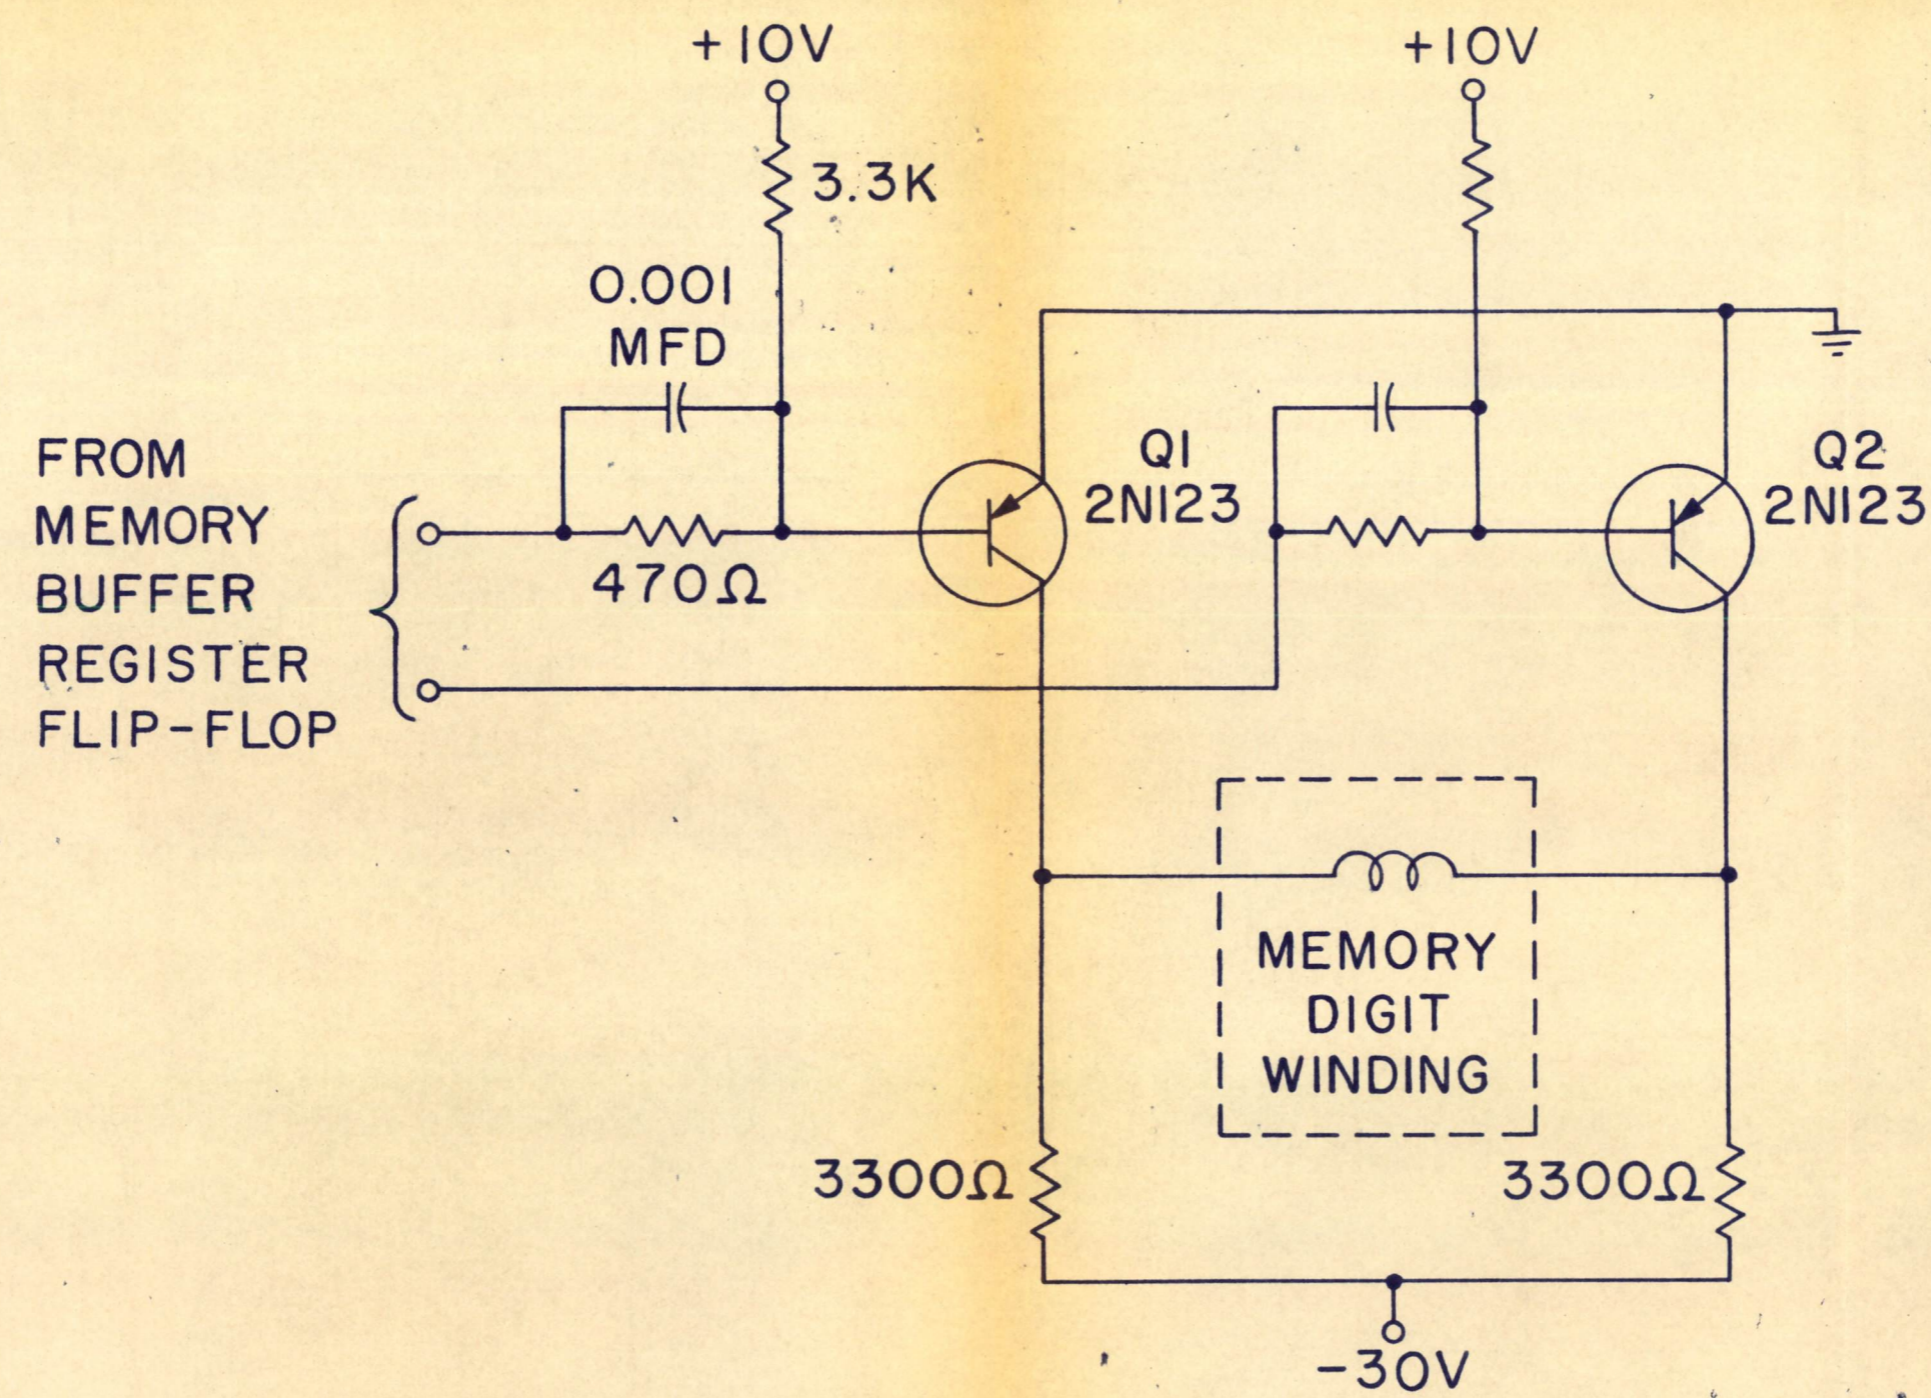 +10V
+10V
3.3K
0.001
MFD
FROM
MEMORY
BUFFER
REGISTER
FLIP-FLOP
470Ω
Q1
2N123
Q2
2N123
MEMORY
DIGIT
WINDING
3300Ω
3300Ω
-30V